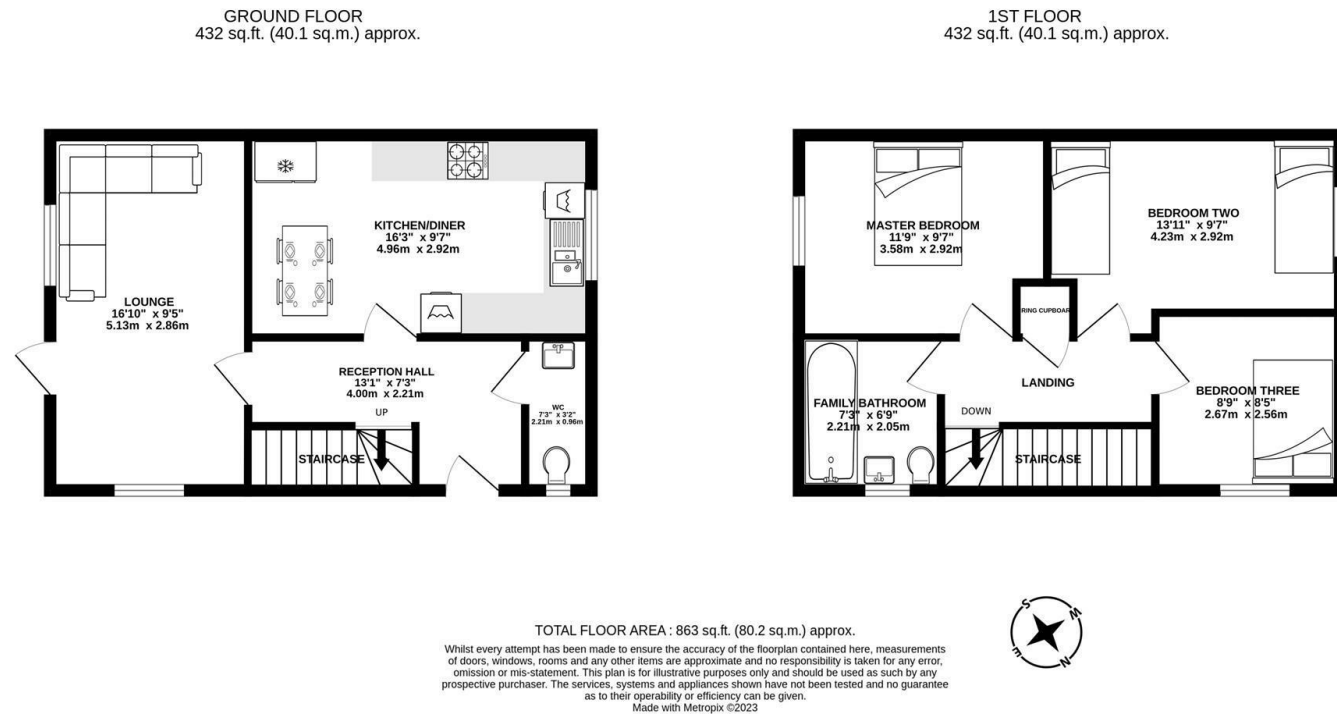 GROUND FLOOR
432 sq.ft. (40.1 sq.m.) approx.
1ST FLOOR
432 sq.ft. (40.1 sq.m.) approx.
KITCHEN/DINER
16'3" x 9'7"
4.96m x 2.92m
LOUNGE
16'10" x 9'5"
5.13m x 2.86m
RECEPTION HALL
13'1" x 7'3"
4.00m x 2.21m
UP
WC
7'3" x 3'2"
2.21m x 0.96m
STAIRCASE
MASTER BEDROOM
11'9" x 9'7"
3.58m x 2.92m
BEDROOM TWO
13'11" x 9'7"
4.23m x 2.92m
RING CUPBOAR
LANDING
BEDROOM THREE
8'9" x 8'5"
2.67m x 2.56m
FAMILY BATHROOM
7'3" x 6'9"
2.21m x 2.05m
DOWN
STAIRCASE
S
W
E
N
TOTAL FLOOR AREA : 863 sq.ft. (80.2 sq.m.) approx.
Whilst every attempt has been made to ensure the accuracy of the floorplan contained here, measurements
of doors, windows, rooms and any other items are approximate and no responsibility is taken for any error,
omission or mis-statement. This plan is for illustrative purposes only and should be used as such by any
prospective purchaser. The services, systems and appliances shown have not been tested and no guarantee
as to their operability or efficiency can be given.
Made with Metropix ©2023